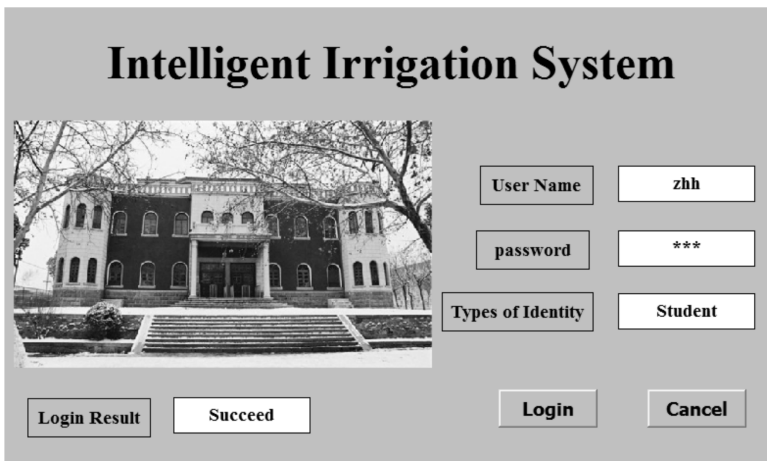 Intelligent Irrigation System
User Name zhh
password ***
Types of Identity Student
Login Result Succeed
Login Cancel